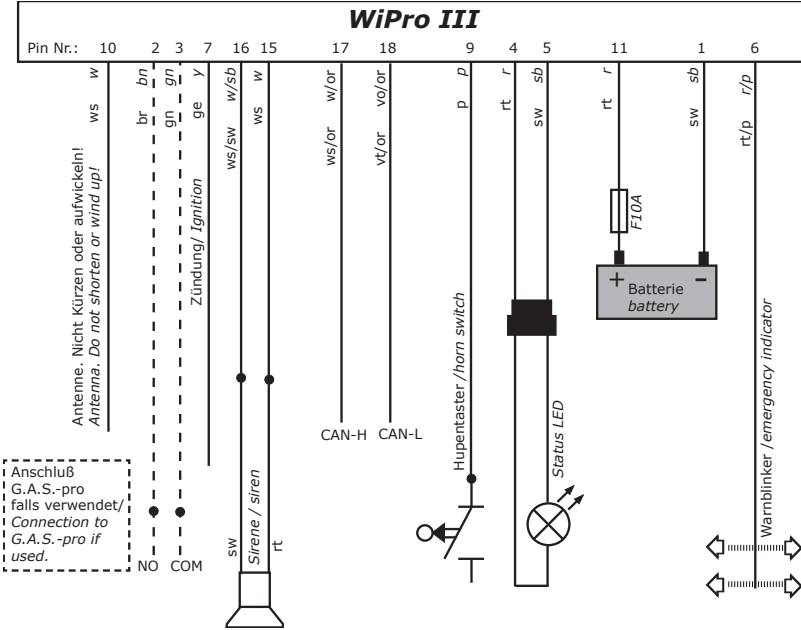 WiPro III
Pin Nr.: 10 2 3 7 16 15 17 18 9 4 5 11 1 6
ws w
br bn
gn gn
ge y
ws/sw w/sb
ws w
ws/or w/or
vt/or vo/or
p p
rt r
sw sb
rt r
sw sb
rt/p r/p
Antenne. Nicht Kürzen oder aufwickeln!
Antenna. Do not shorten or wind up!
Zündung/ Ignition
F10A
+ -
Batterie
battery
CAN-H CAN-L
Hupentaster /horn switch
Status LED
Warnblinker /emergency indicator
Anschluß
G.A.S.-pro
falls verwendet/
Connection to
G.A.S.-pro if
used.
NO COM
sw
Sirene / siren
rt